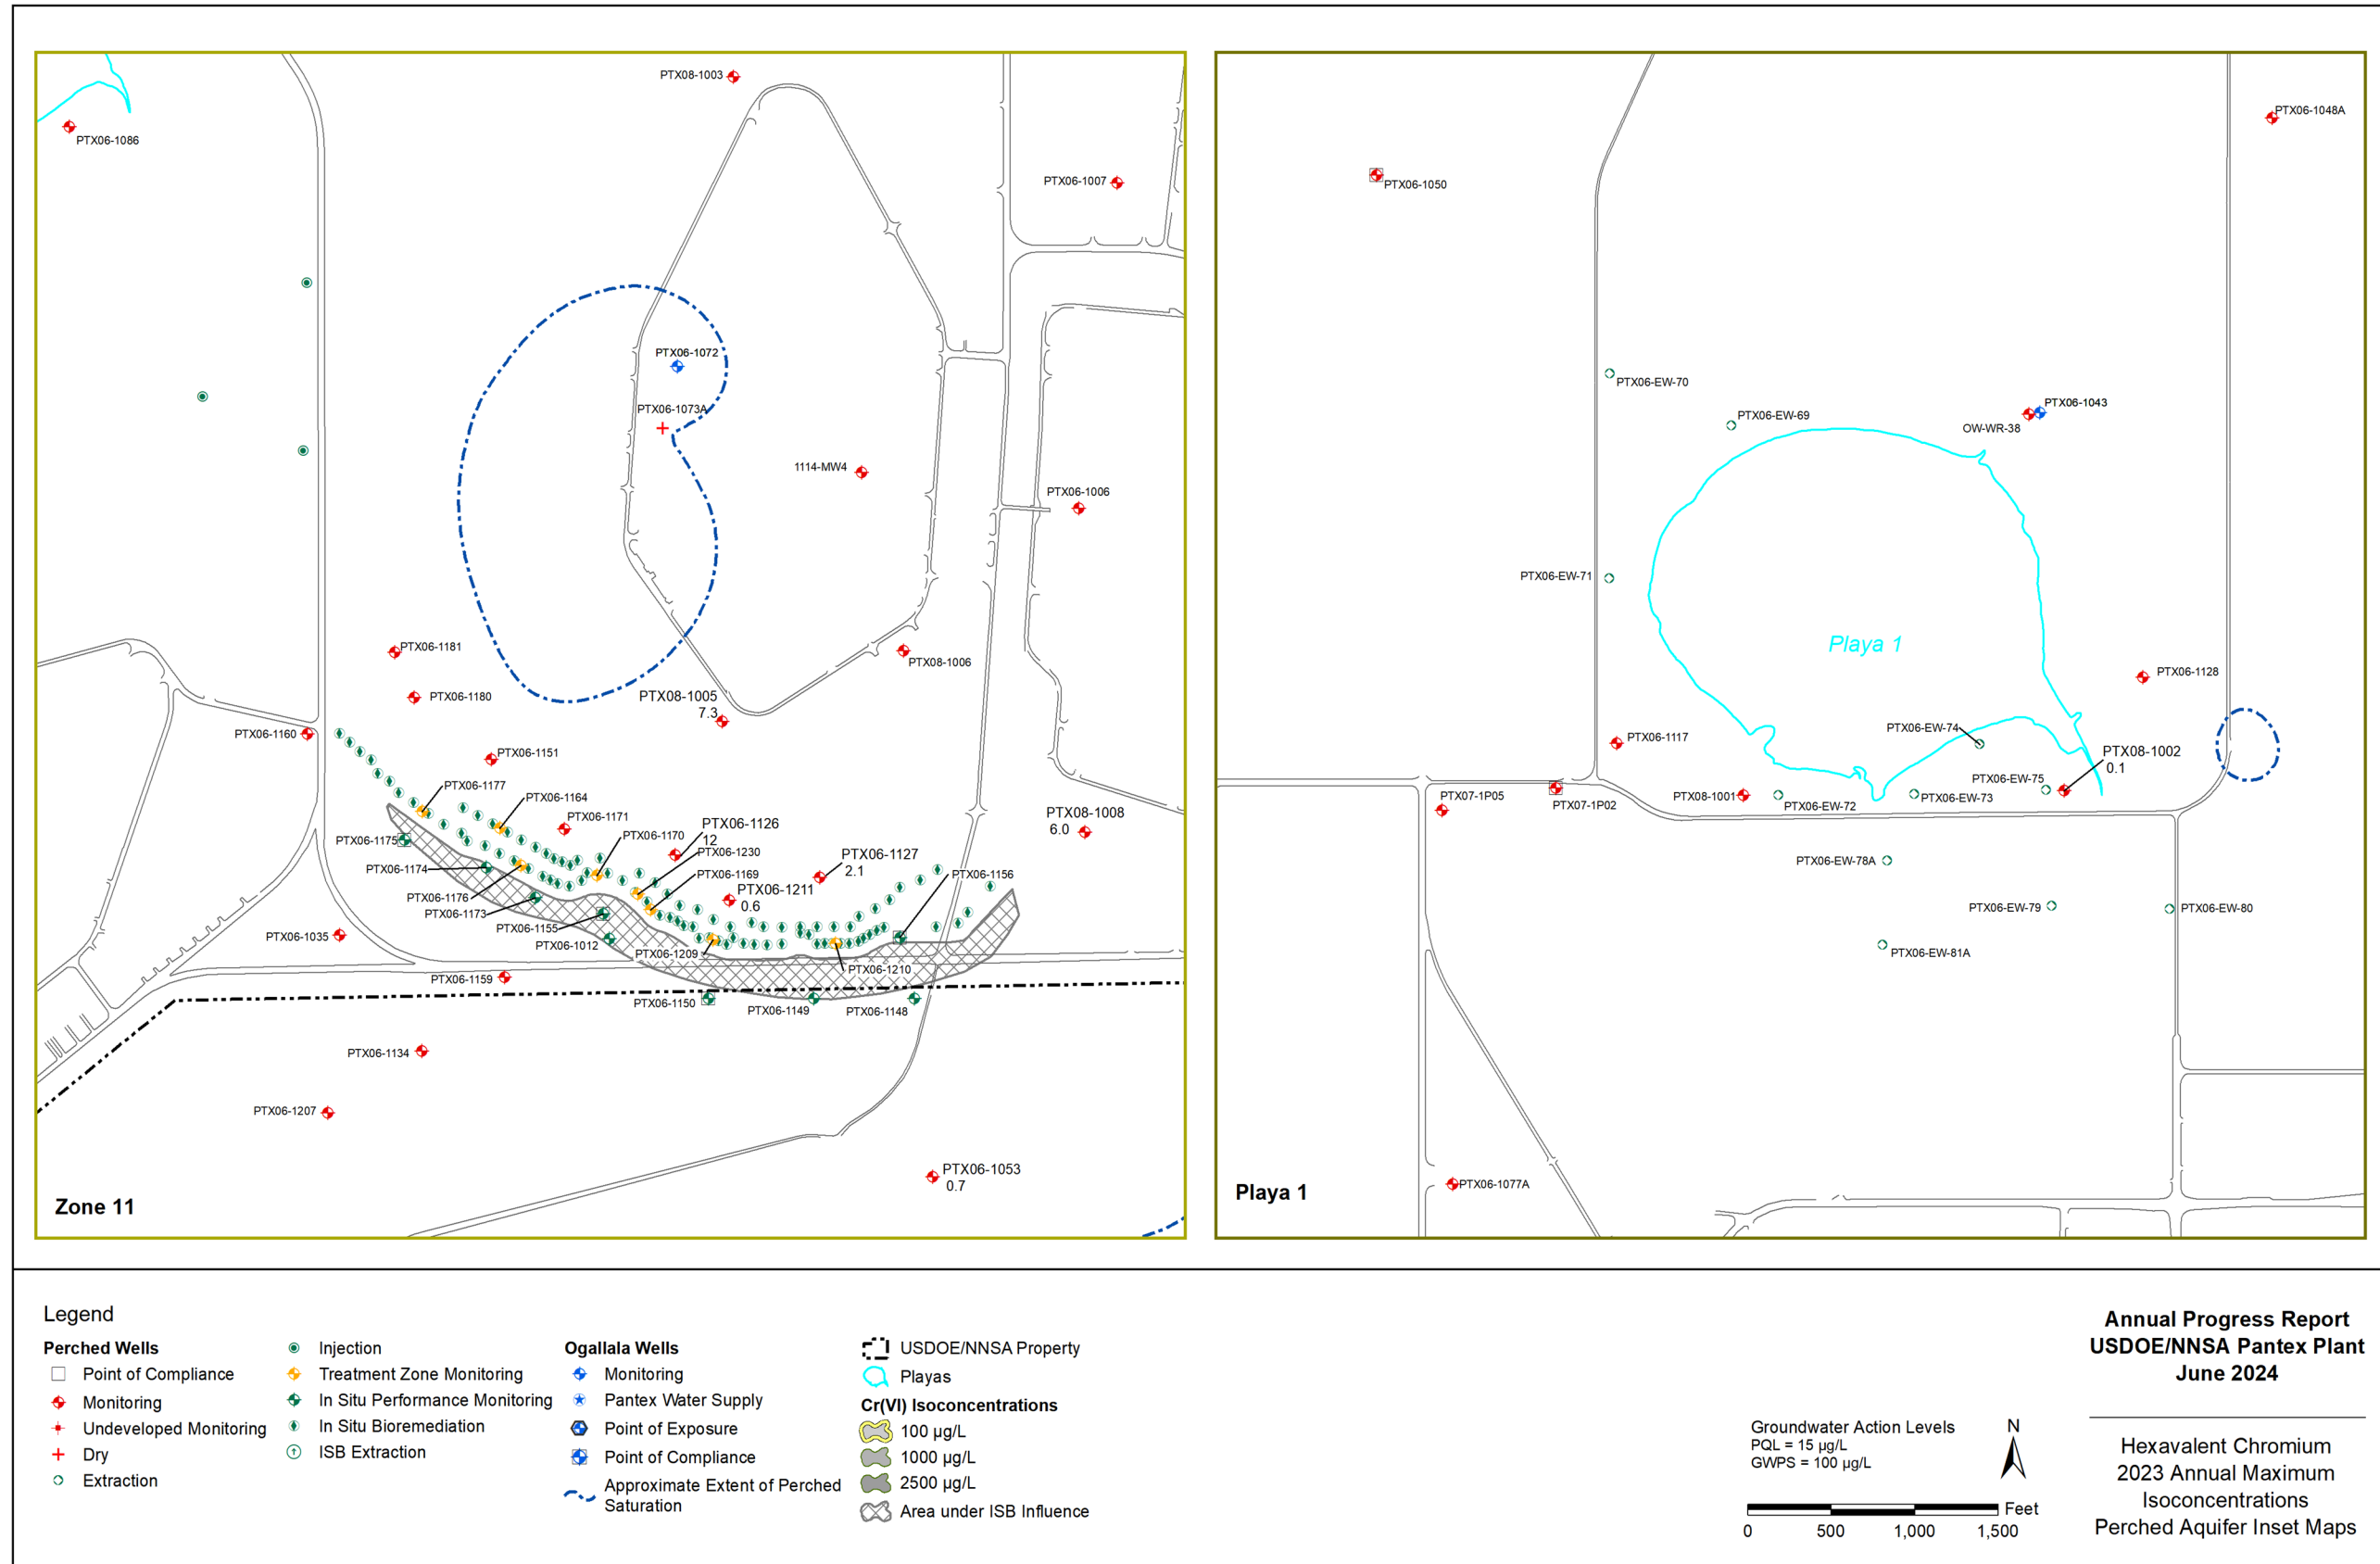 PTX08-1003
PTX06-1086
PTX06-1007
PTX06-1072
PTX06-1073A
1114-MW4
PTX06-1006
PTX06-1181
PTX08-1006
PTX06-1180
PTX08-1005
7.3
PTX06-1160
PTX06-1151
PTX06-1177
PTX06-1164
PTX06-1171
PTX06-1170
PTX06-1126
12
PTX08-1008
6.0
PTX06-1175
PTX06-1230
PTX06-1127
2.1
PTX06-1174
PTX06-1169
PTX06-1156
PTX06-1211
0.6
PTX06-1176
PTX06-1173
PTX06-1155
PTX06-1035
PTX06-1012
PTX06-1209
PTX06-1210
PTX06-1159
PTX06-1150
PTX06-1149
PTX06-1148
PTX06-1134
PTX06-1207
PTX06-1053
0.7
Zone 11
PTX06-1048A
PTX06-1050
PTX06-EW-70
PTX06-EW-69
PTX06-1043
OW-WR-38
PTX06-EW-71
Playa 1
PTX06-1128
PTX06-EW-74
PTX06-1117
PTX08-1002
0.1
PTX06-EW-75
PTX07-1P05
PTX07-1P02
PTX08-1001
PTX06-EW-72
PTX06-EW-73
PTX06-EW-78A
PTX06-EW-79
PTX06-EW-80
PTX06-EW-81A
PTX06-1077A
Playa 1
Legend
Perched Wells
Point of Compliance
Monitoring
Undeveloped Monitoring
Dry
Extraction
Injection
Treatment Zone Monitoring
In Situ Performance Monitoring
In Situ Bioremediation
ISB Extraction
Ogallala Wells
Monitoring
Pantex Water Supply
Point of Exposure
Point of Compliance
Approximate Extent of Perched
Saturation
USDOE/NNSA Property
Playas
Cr(VI) Isoconcentrations
100 µg/L
1000 µg/L
2500 µg/L
Area under ISB Influence
Groundwater Action Levels
PQL = 15 µg/L
GWPS = 100 µg/L
N
Feet
0 500 1,000 1,500
Annual Progress Report
USDOE/NNSA Pantex Plant
June 2024
Hexavalent Chromium
2023 Annual Maximum
Isoconcentrations
Perched Aquifer Inset Maps